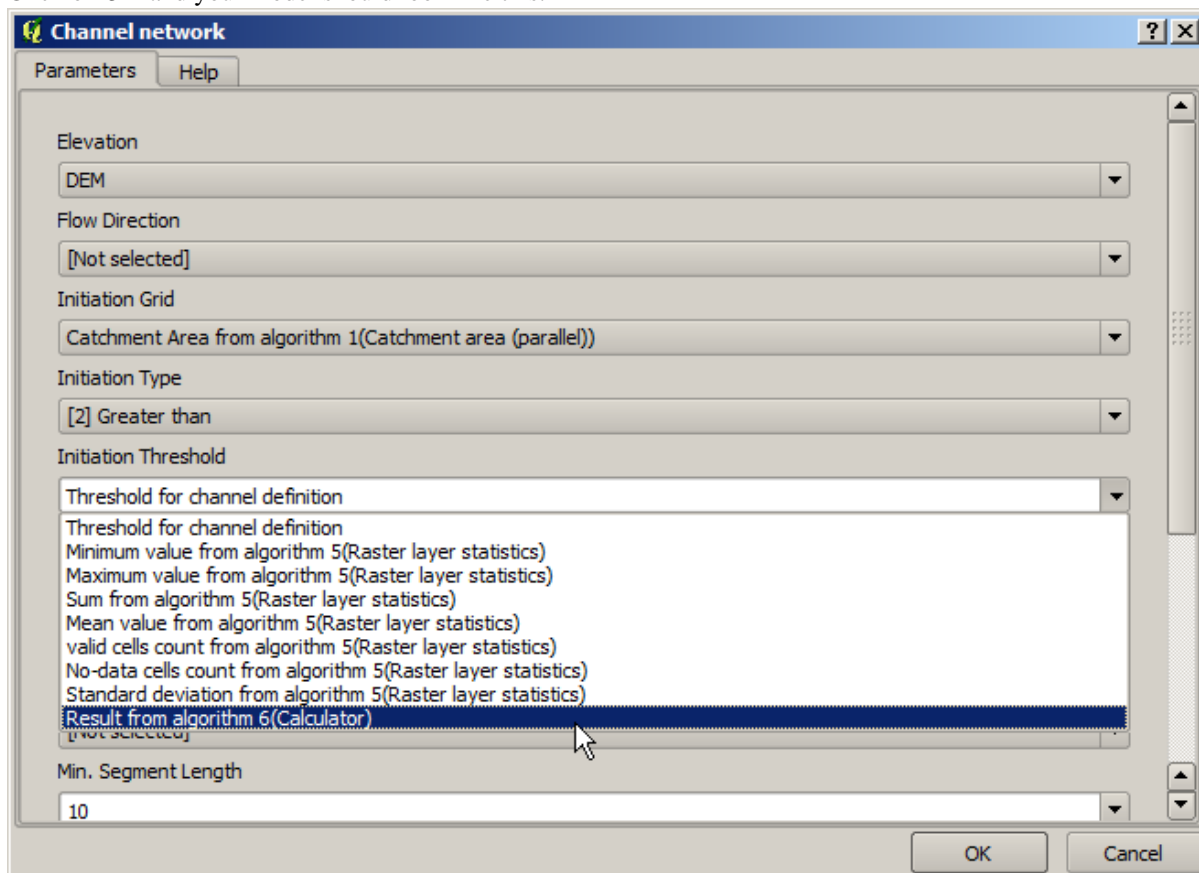 Channel network
Parameters Help
Elevation
DEM
Flow Direction
[Not selected]
Initiation Grid
Catchment Area from algorithm 1(Catchment area (parallel))
Initiation Type
[2] Greater than
Initiation Threshold
Threshold for channel definition
Threshold for channel definition
Minimum value from algorithm 5(Raster layer statistics)
Maximum value from algorithm 5(Raster layer statistics)
Sum from algorithm 5(Raster layer statistics)
Mean value from algorithm 5(Raster layer statistics)
valid cells count from algorithm 5(Raster layer statistics)
No-data cells count from algorithm 5(Raster layer statistics)
Standard deviation from algorithm 5(Raster layer statistics)
Result from algorithm 6(Calculator)
[Not selected]
Min. Segment Length
10
OK Cancel